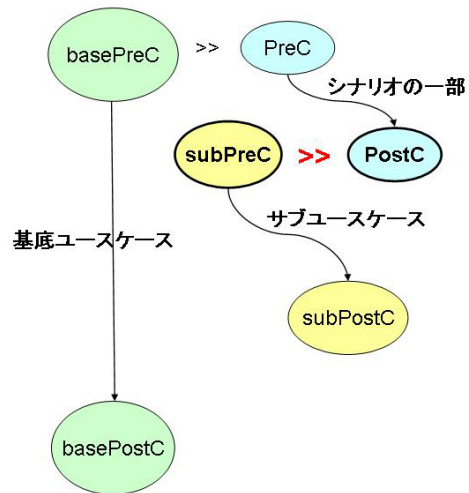 basePreC >> PreC
シナリオの一部
subPreC >> PostC
サブユースケース
基底ユースケース
subPostC
basePostC